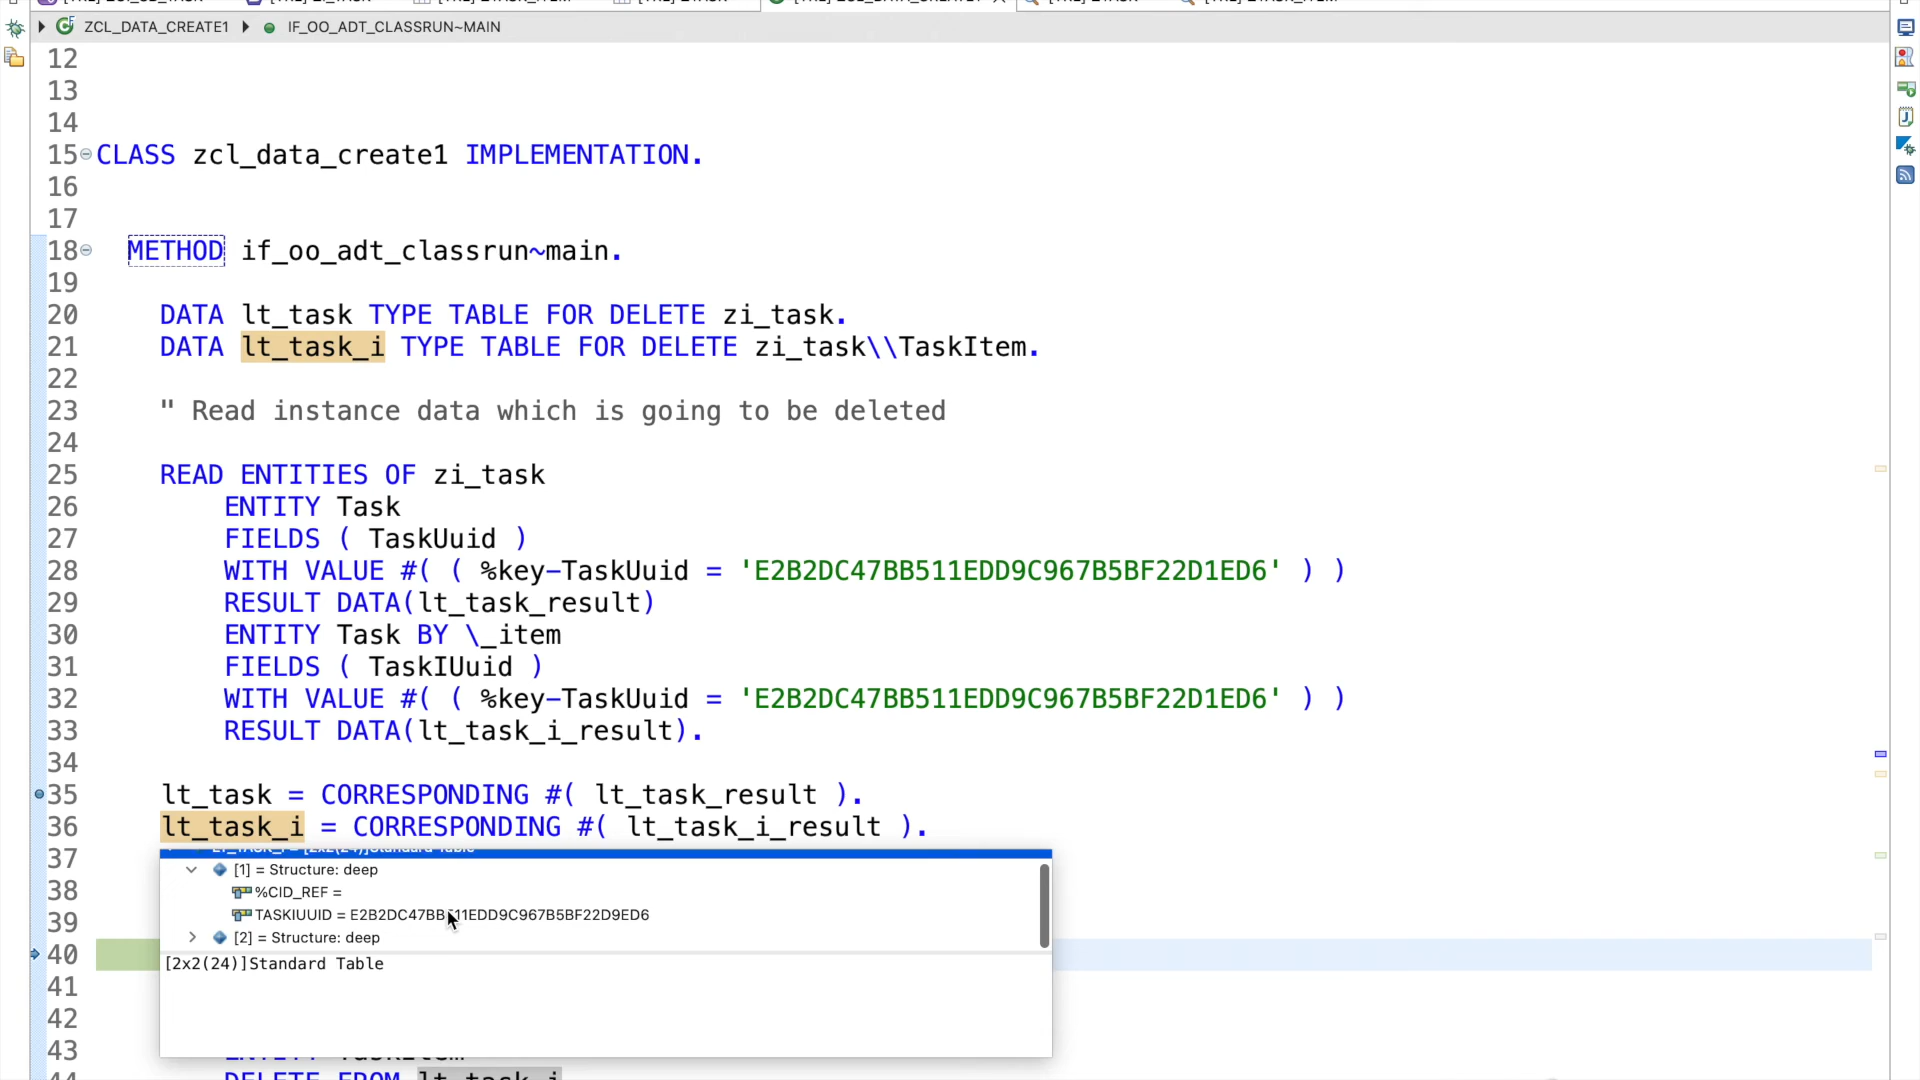 ZCL_DATA_CREATE1 IF_OO_ADT_CLASSRUN~MAIN
12
13
14
15 CLASS zcl_data_create1 IMPLEMENTATION.
16
17
18 METHOD if_oo_adt_classrun~main.
19
20 DATA lt_task TYPE TABLE FOR DELETE zi_task.
21 DATA lt_task_i TYPE TABLE FOR DELETE zi_task\\TaskItem.
22
23 " Read instance data which is going to be deleted
24
25 READ ENTITIES OF zi_task
26 ENTITY Task
27 FIELDS ( TaskUuid )
28 WITH VALUE #( ( %key-TaskUuid = 'E2B2DC47BB511EDD9C967B5BF22D1ED6' ) )
29 RESULT DATA(lt_task_result)
30 ENTITY Task BY \_item
31 FIELDS ( TaskIUuid )
32 WITH VALUE #( ( %key-TaskUuid = 'E2B2DC47BB511EDD9C967B5BF22D1ED6' ) )
33 RESULT DATA(lt_task_i_result).
34
35 lt_task = CORRESPONDING #( lt_task_result ).
36 lt_task_i = CORRESPONDING #( lt_task_i_result ).
37
[1] = Structure: deep
38
%CID_REF =
39
TASKIUUID = E2B2DC47BB511EDD9C967B5BF22D9ED6
[2] = Structure: deep
40
[2x2(24)]Standard Table
41
42
43
44 DELETE FROM lt_task_i